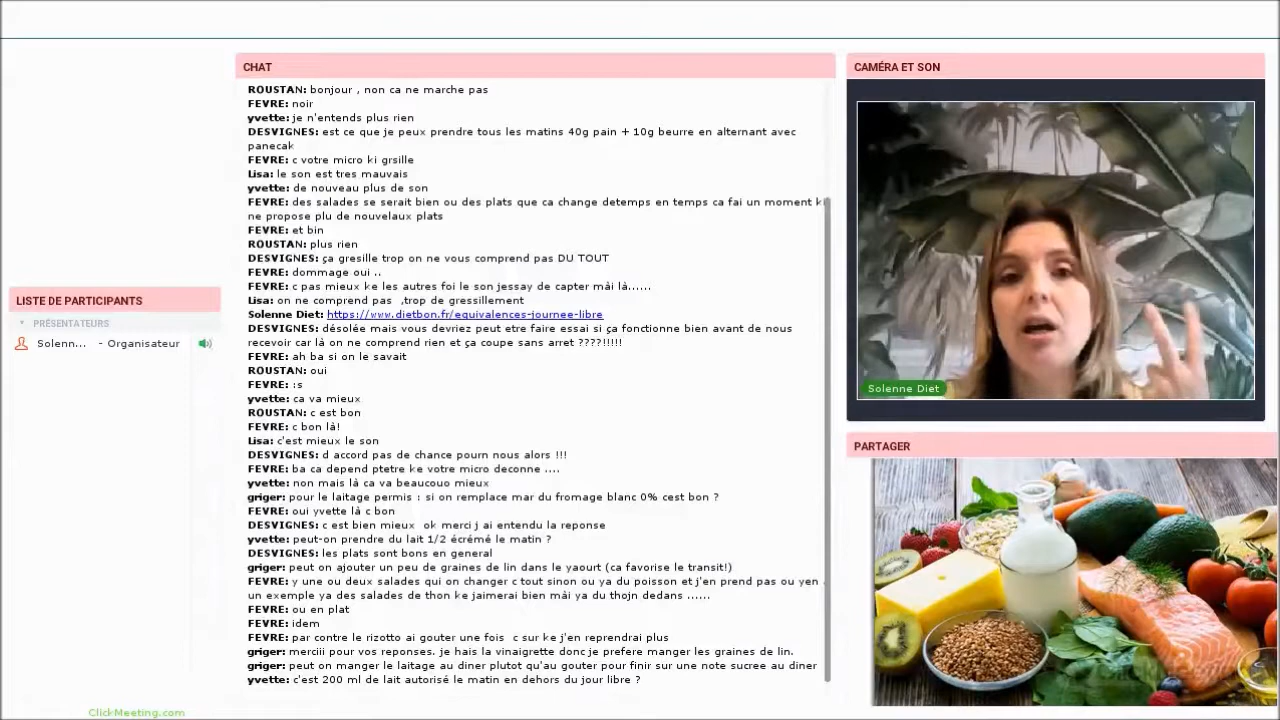 CHAT
ROUSTAN: bonjour , non ca ne marche pas
FEVRE: noir
yvette: je n'entends plus rien
DESVIGNES: est ce que je peux prendre tous les matins 40g pain + 10g beurre en alternant avec
panecak
FEVRE: c votre micro ki grsille
Lisa: le son est tres mauvais
yvette: de nouveau plus de son
FEVRE: des salades se serait bien ou des plats que ca change detemps en temps ca fai un moment ki
ne propose plu de nouvelaux plats
FEVRE: et bin
ROUSTAN: plus rien
DESVIGNES: ça gresille trop on ne vous comprend pas DU TOUT
FEVRE: dommage oui ..
FEVRE: c pas mieux ke les autres foi le son jessay de capter mâi là......
Lisa: on ne comprend pas ,trop de gressillement
Solenne Diet: https://www.dietbon.fr/equivalences-journee-libre
DESVIGNES: désolée mais vous devriez peut etre faire essai si ça fonctionne bien avant de nous
recevoir car là on ne comprend rien et ça coupe sans arret ????!!!!!
FEVRE: ah ba si on le savait
ROUSTAN: oui
FEVRE: :s
yvette: ca va mieux
ROUSTAN: c est bon
FEVRE: c bon là!
Lisa: c'est mieux le son
DESVIGNES: d accord pas de chance pourn nous alors !!!
FEVRE: ba ca depend ptetre ke votre micro deconne ....
yvette: non mais là ca va beaucouo mieux
griger: pour le laitage permis : si on remplace mar du fromage blanc 0% cest bon ?
FEVRE: oui yvette là c bon
DESVIGNES: c est bien mieux ok merci j ai entendu la reponse
yvette: peut-on prendre du lait 1/2 écrémé le matin ?
DESVIGNES: les plats sont bons en general
griger: peut on ajouter un peu de graines de lin dans le yaourt (ca favorise le transit!)
FEVRE: y une ou deux salades qui on changer c tout sinon ou ya du poisson et j'en prend pas ou yen
un exemple ya des salades de thon ke jaimerai bien mâi ya du thojn dedans ......
FEVRE: ou en plat
FEVRE: idem
FEVRE: par contre le rizotto ai gouter une fois c sur ke j'en reprendrai plus
griger: merciii pour vos reponses. je hais la vinaigrette donc je prefere manger les graines de lin.
griger: peut on manger le laitage au diner plutot qu'au gouter pour finir sur une note sucree au diner
yvette: c'est 200 ml de lait autorisé le matin en dehors du jour libre ?
LISTE DE PARTICIPANTS
PRÉSENTATEURS
Solenn... - Organisateur
CAMÉRA ET SON
Solenne Diet
PARTAGER
ClickMeeting.com